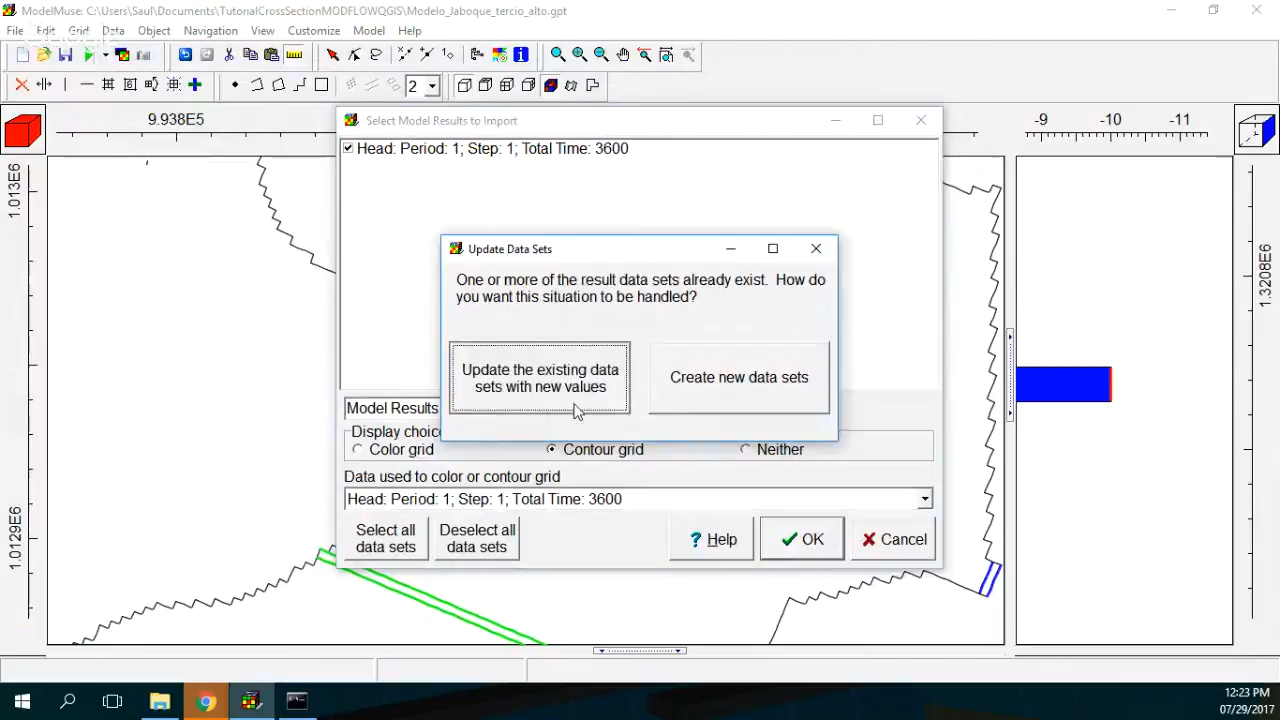 ModelMuse: C:\Users\Saul\Documents\TutorialCrossSectionMODFLOWQGIS\Modelo_Jaboque_tercio_alto.gpt
File Edit Grid Data Object Navigation View Customize Model Help
2
9.938E5
-9 -10 -11
1.013E6
1.0129E6
1.3208E6
Select Model Results to Import
Head: Period: 1; Step: 1; Total Time: 3600
Update Data Sets
One or more of the result data sets already exist. How do
you want this situation to be handled?
Update the existing data
sets with new values
Create new data sets
Model Results
Display choic
Color grid Contour grid Neither
Data used to color or contour grid
Head: Period: 1; Step: 1; Total Time: 3600
Select all
data sets
Deselect all
data sets
? Help
OK
Cancel
12:23 PM
07/29/2017